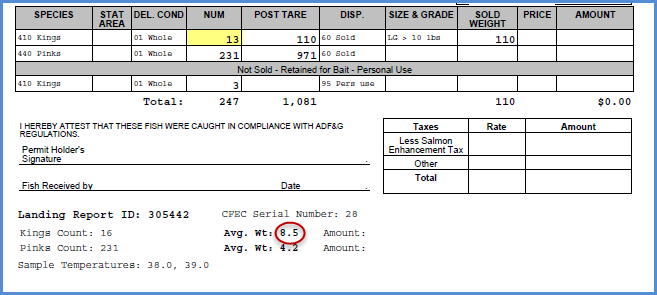 SPECIES STAT AREA DEL. COND NUM POST TARE DISP. SIZE & GRADE SOLD WEIGHT PRICE AMOUNT
410 Kings 01 Whole 13 110 60 Sold LG > 10 lbs 110
440 Pinks 01 Whole 231 971 60 Sold
Not Sold - Retained for Bait - Personal Use
410 Kings 01 Whole 3 95 Pers use
Total: 247 1,081 110 $0.00
I HEREBY ATTEST THAT THESE FISH WERE CAUGHT IN COMPLIANCE WITH ADF&G
REGULATIONS.
Permit Holder's
Signature .
Fish Received by Date .
Taxes Rate Amount
Less Salmon
Enhancement Tax
Other
Total
Landing Report ID: 305442 CFEC Serial Number: 28
Kings Count: 16 Avg. Wt: 8.5 Amount:
Pinks Count: 231 Avg. Wt: 4.2 Amount:
Sample Temperatures: 38.0, 39.0